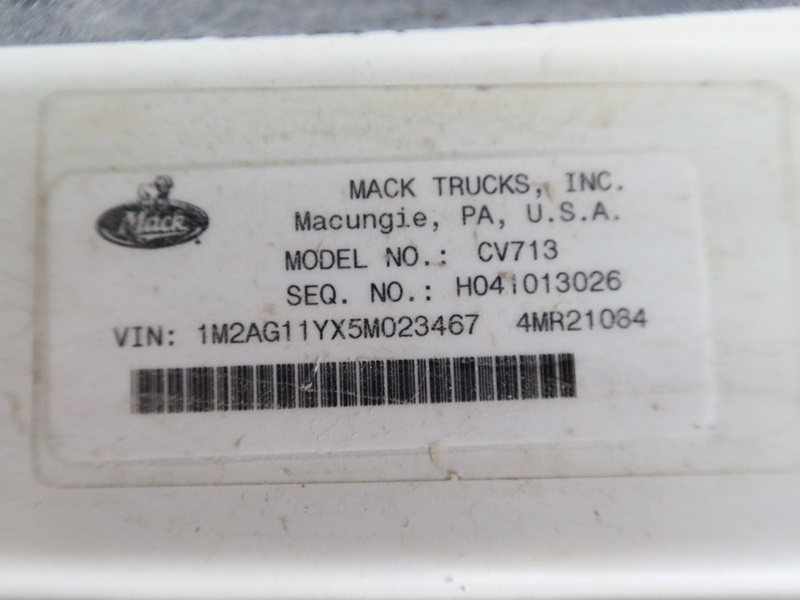 Mack
MACK TRUCKS, INC.
Macungie, PA, U.S.A.
MODEL NO.: CV713
SEQ. NO.: H041013026
VIN: 1M2AG11YX5M023467 4MR21084